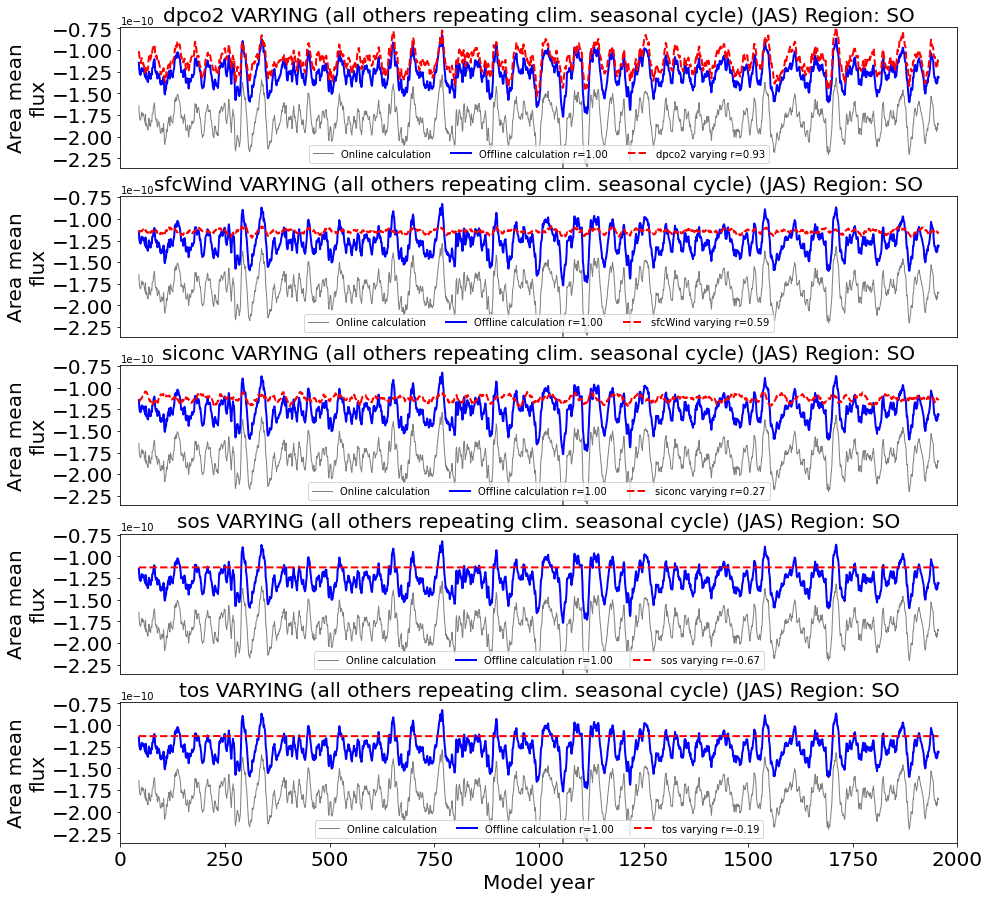 dpco2 VARYING (all others repeating clim. seasonal cycle) (JAS) Region: SO
1e−10
−0.75
−1.00
−1.25
−1.50
−1.75
−2.00
−2.25
Area mean
flux
Online calculation Offline calculation r=1.00 dpco2 varying r=0.93
sfcWind VARYING (all others repeating clim. seasonal cycle) (JAS) Region: SO
1e−10
−0.75
−1.00
−1.25
−1.50
−1.75
−2.00
−2.25
Area mean
flux
Online calculation Offline calculation r=1.00 sfcWind varying r=0.59
siconc VARYING (all others repeating clim. seasonal cycle) (JAS) Region: SO
1e−10
−0.75
−1.00
−1.25
−1.50
−1.75
−2.00
−2.25
Area mean
flux
Online calculation Offline calculation r=1.00 siconc varying r=0.27
sos VARYING (all others repeating clim. seasonal cycle) (JAS) Region: SO
1e−10
−0.75
−1.00
−1.25
−1.50
−1.75
−2.00
−2.25
Area mean
flux
Online calculation Offline calculation r=1.00 sos varying r=-0.67
tos VARYING (all others repeating clim. seasonal cycle) (JAS) Region: SO
1e−10
−0.75
−1.00
−1.25
−1.50
−1.75
−2.00
−2.25
Area mean
flux
Online calculation Offline calculation r=1.00 tos varying r=-0.19
0 250 500 750 1000 1250 1500 1750 2000
Model year